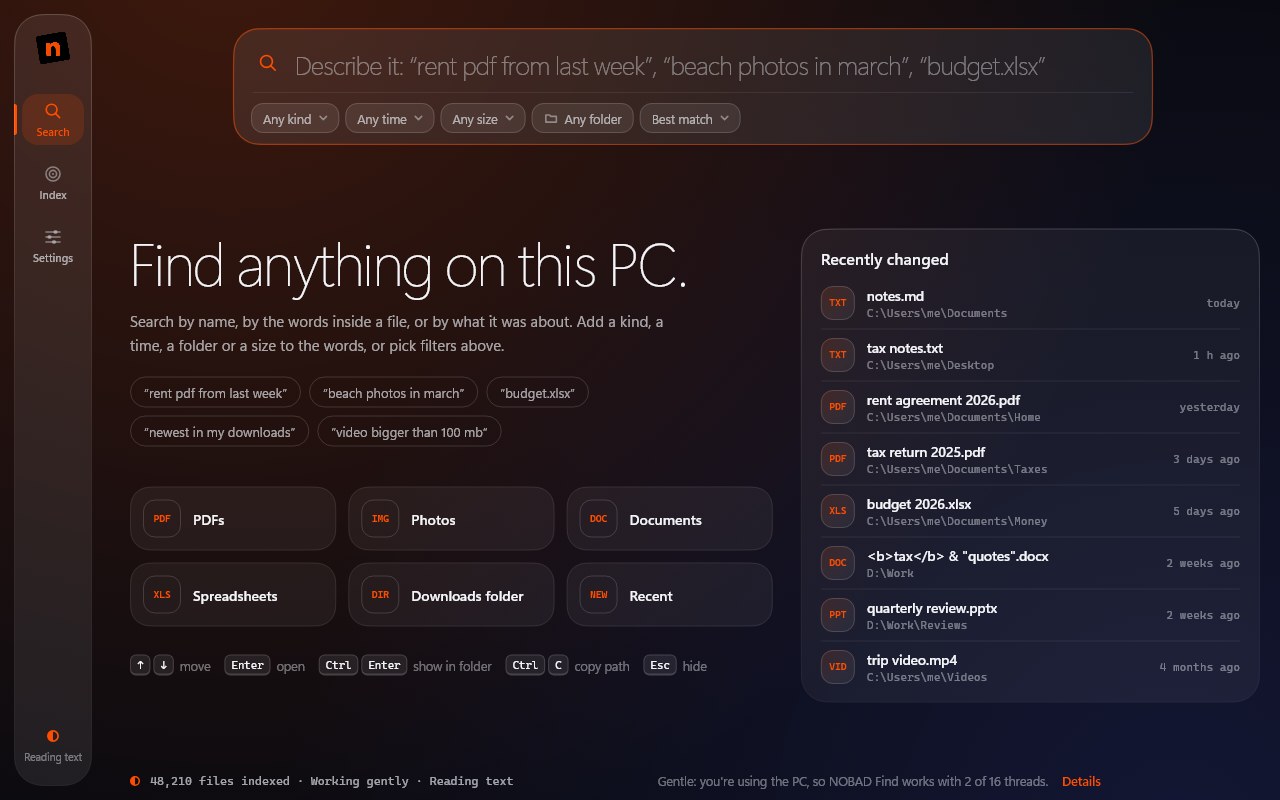 n
Search
Index
Settings
Reading text
Describe it: “rent pdf from last week”, “beach photos in march”, “budget.xlsx”
Any kind
Any time
Any size
Any folder
Best match
Find anything on this PC.
Search by name, by the words inside a file, or by what it was about. Add a kind, a
time, a folder or a size to the words, or pick filters above.
“rent pdf from last week”
“beach photos in march”
“budget.xlsx”
“newest in my downloads”
“video bigger than 100 mb”
PDF PDFs
IMG Photos
DOC Documents
XLS Spreadsheets
DIR Downloads folder
NEW Recent
↑ ↓ move Enter open Ctrl Enter show in folder Ctrl C copy path Esc hide
Recently changed
TXT notes.md today
C:\Users\me\Documents
TXT tax notes.txt 1 h ago
C:\Users\me\Desktop
PDF rent agreement 2026.pdf yesterday
C:\Users\me\Documents\Home
PDF tax return 2025.pdf 3 days ago
C:\Users\me\Documents\Taxes
XLS budget 2026.xlsx 5 days ago
C:\Users\me\Documents\Money
DOC <b>tax</b> & "quotes".docx 2 weeks ago
D:\Work
PPT quarterly review.pptx 2 weeks ago
D:\Work\Reviews
VID trip video.mp4 4 months ago
C:\Users\me\Videos
48,210 files indexed · Working gently · Reading text
Gentle: you're using the PC, so NOBAD Find works with 2 of 16 threads. Details